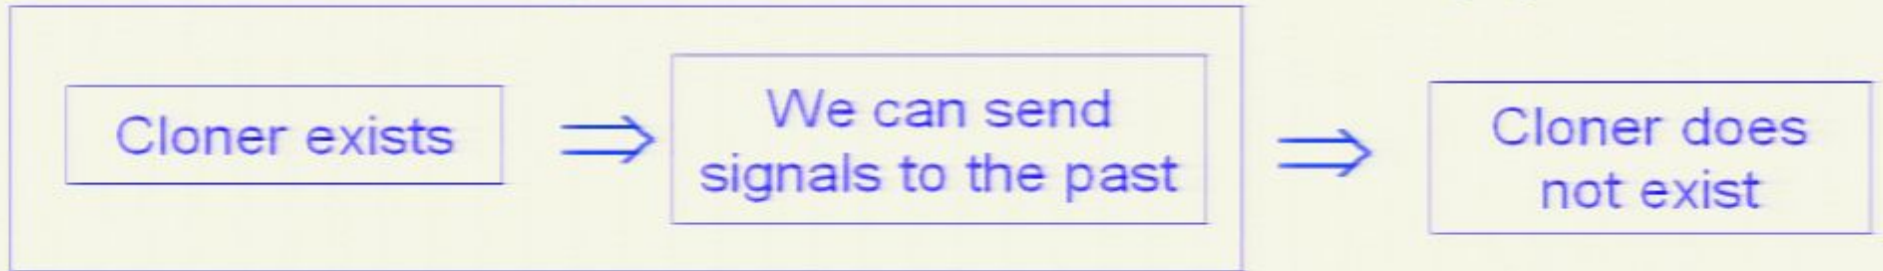 Cloner exists
⇒
We can send
signals to the past
⇒
Cloner does
not exist